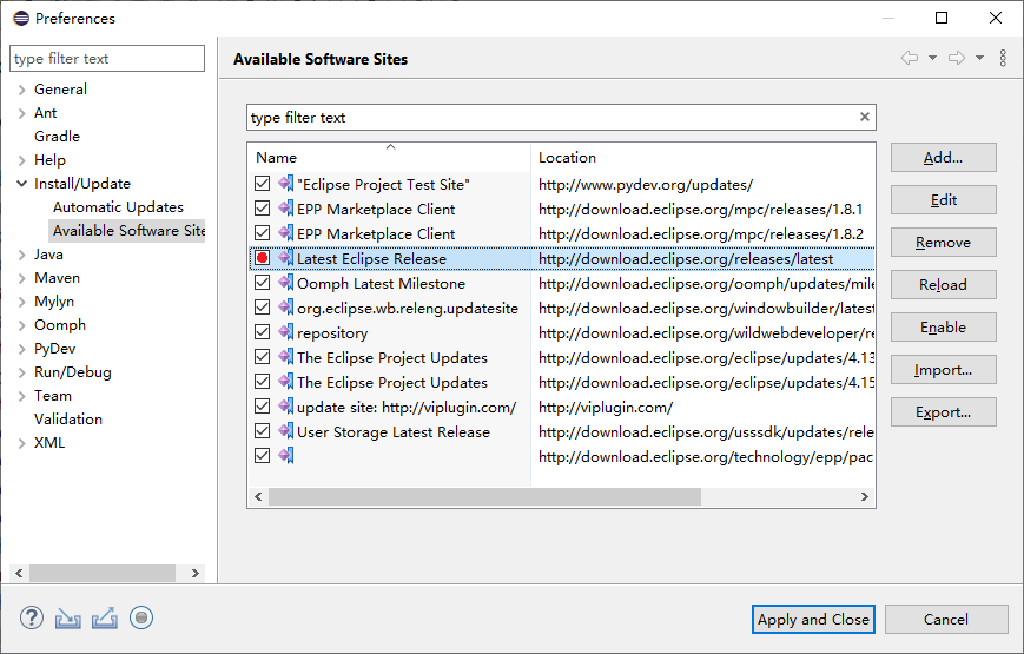 Preferences
type filter text
General
Ant
Gradle
Help
Install/Update
Automatic Updates
Available Software Site
Java
Maven
Mylyn
Oomph
PyDev
Run/Debug
Team
Validation
XML
Available Software Sites
type filter text
Name Location
"Eclipse Project Test Site" http://www.pydev.org/updates/
EPP Marketplace Client http://download.eclipse.org/mpc/releases/1.8.1
EPP Marketplace Client http://download.eclipse.org/mpc/releases/1.8.2
Latest Eclipse Release http://download.eclipse.org/releases/latest
Oomph Latest Milestone http://download.eclipse.org/oomph/updates/mile
org.eclipse.wb.releng.updatesite http://download.eclipse.org/windowbuilder/latest
repository http://download.eclipse.org/wildwebdeveloper/re
The Eclipse Project Updates http://download.eclipse.org/eclipse/updates/4.13
The Eclipse Project Updates http://download.eclipse.org/eclipse/updates/4.15
update site: http://viplugin.com/ http://viplugin.com/
User Storage Latest Release http://download.eclipse.org/usssdk/updates/rele
http://download.eclipse.org/technology/epp/pac
Add...
Edit
Remove
Reload
Enable
Import...
Export...
Apply and Close
Cancel